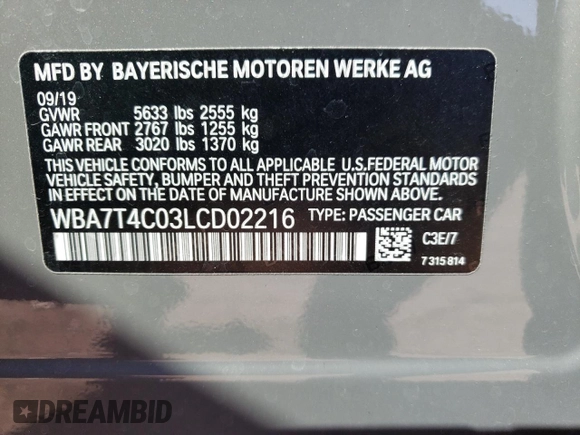 MFD BY BAYERISCHE MOTOREN WERKE AG
09/19
GVWR 5633 lbs 2555 kg
GAWR FRONT 2767 lbs 1255 kg
GAWR REAR 3020 lbs 1370 kg
THIS VEHICLE CONFORMS TO ALL APPLICABLE U.S.FEDERAL MOTOR
VEHICLE SAFETY, BUMPER AND THEFT PREVENTION STANDARDS
IN EFFECT ON THE DATE OF MANUFACTURE SHOWN ABOVE.
WBA7T4C03LCD02216 TYPE: PASSENGER CAR
C3E/7
7 315 814
DREAMBID